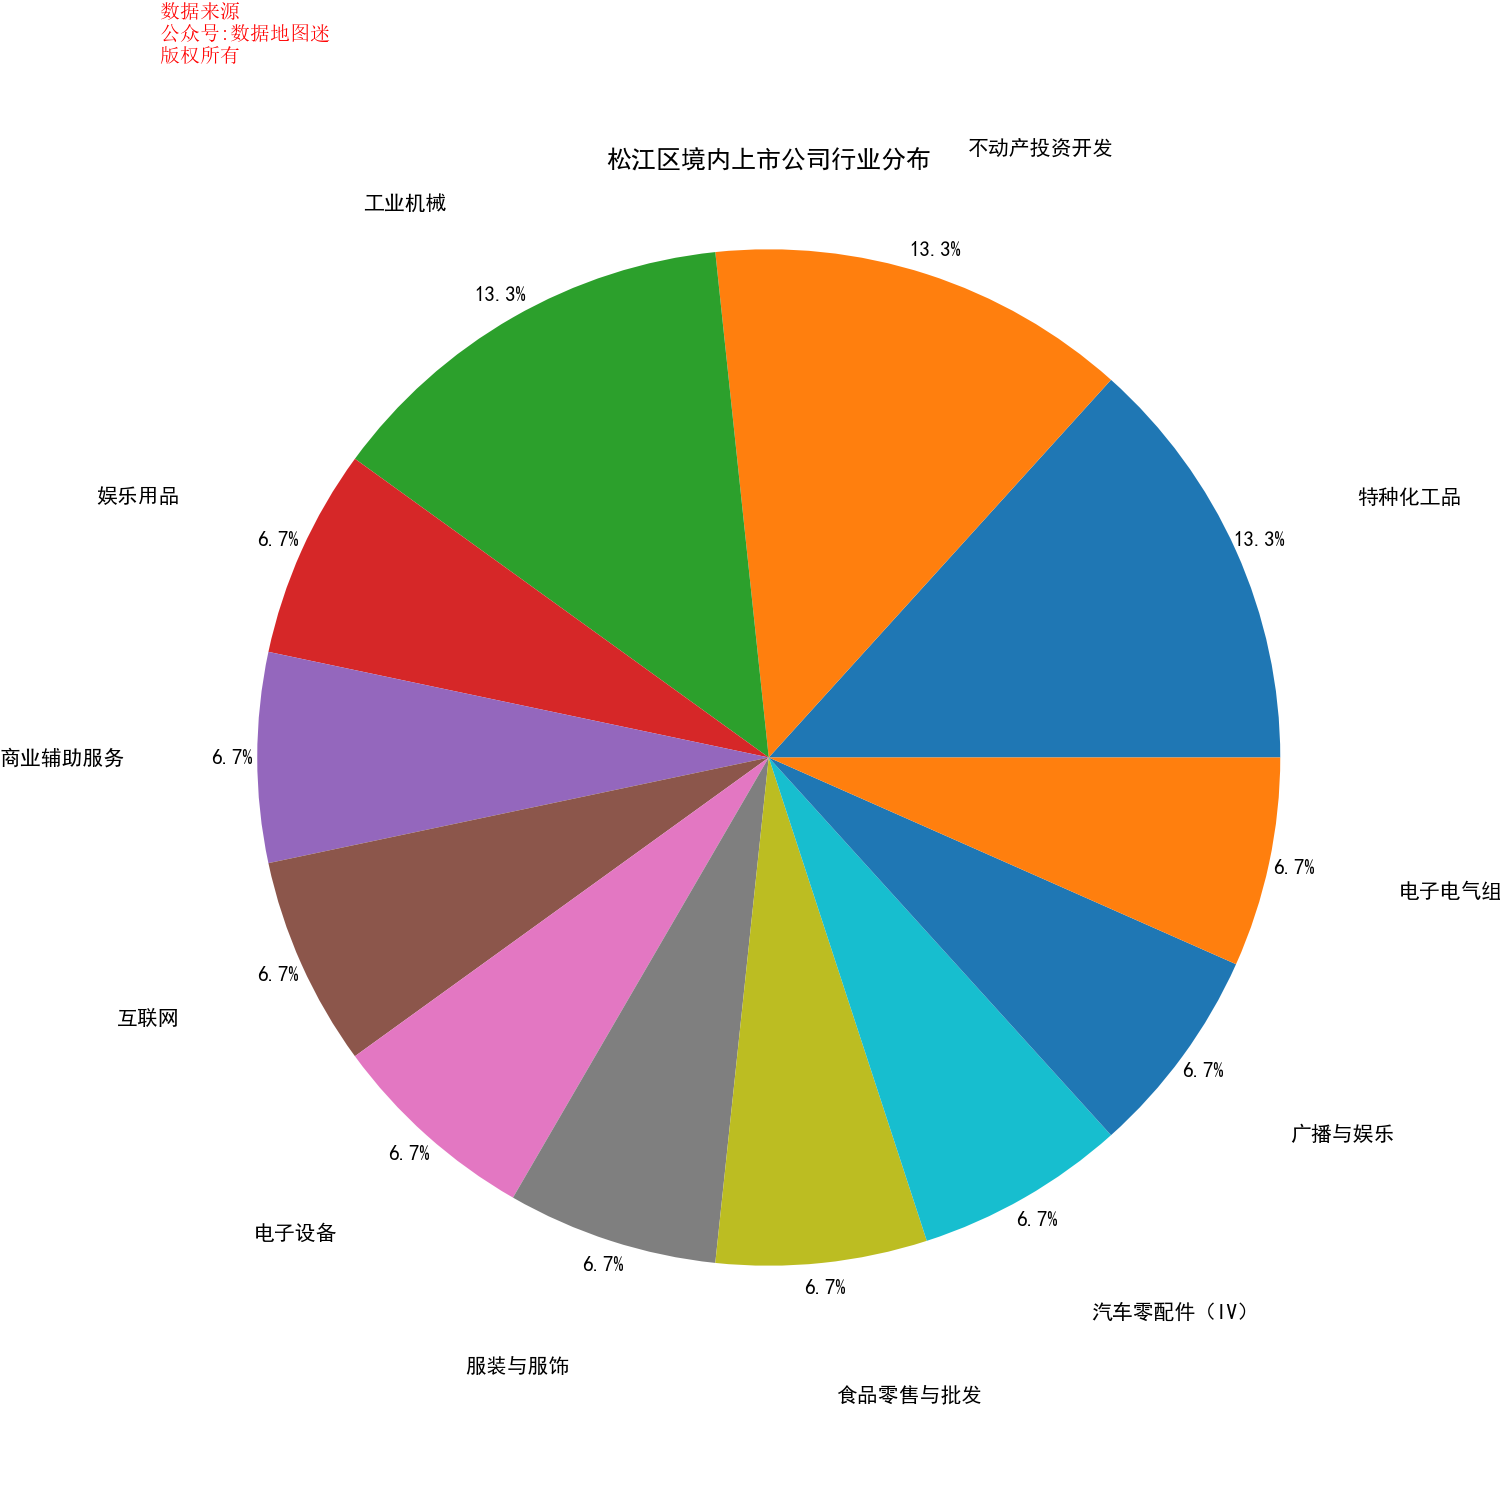 数据来源
公众号:数据地图迷
版权所有
松江区境内上市公司行业分布
不动产投资开发
工业机械
13.3%
13.3%
娱乐用品
特种化工品
6.7%
13.3%
商业辅助服务
6.7%
6.7%
电子电气组
6.7%
互联网
6.7%
广播与娱乐
6.7%
电子设备
6.7%
6.7%
6.7%
汽车零配件（IV）
服装与服饰
食品零售与批发